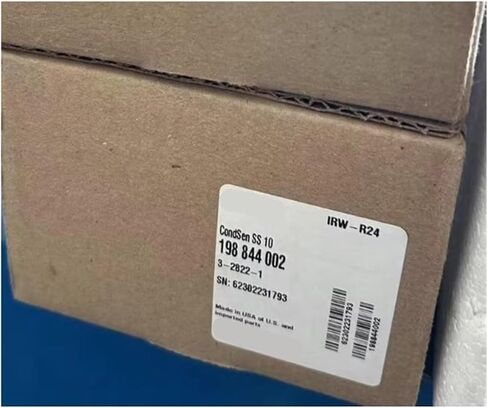 IRW-R24
CondSen SS 10
198 844 002
3-2822-1
SN: 62302231793
Made in USA of U.S. and
imported parts
62302231793
198844002